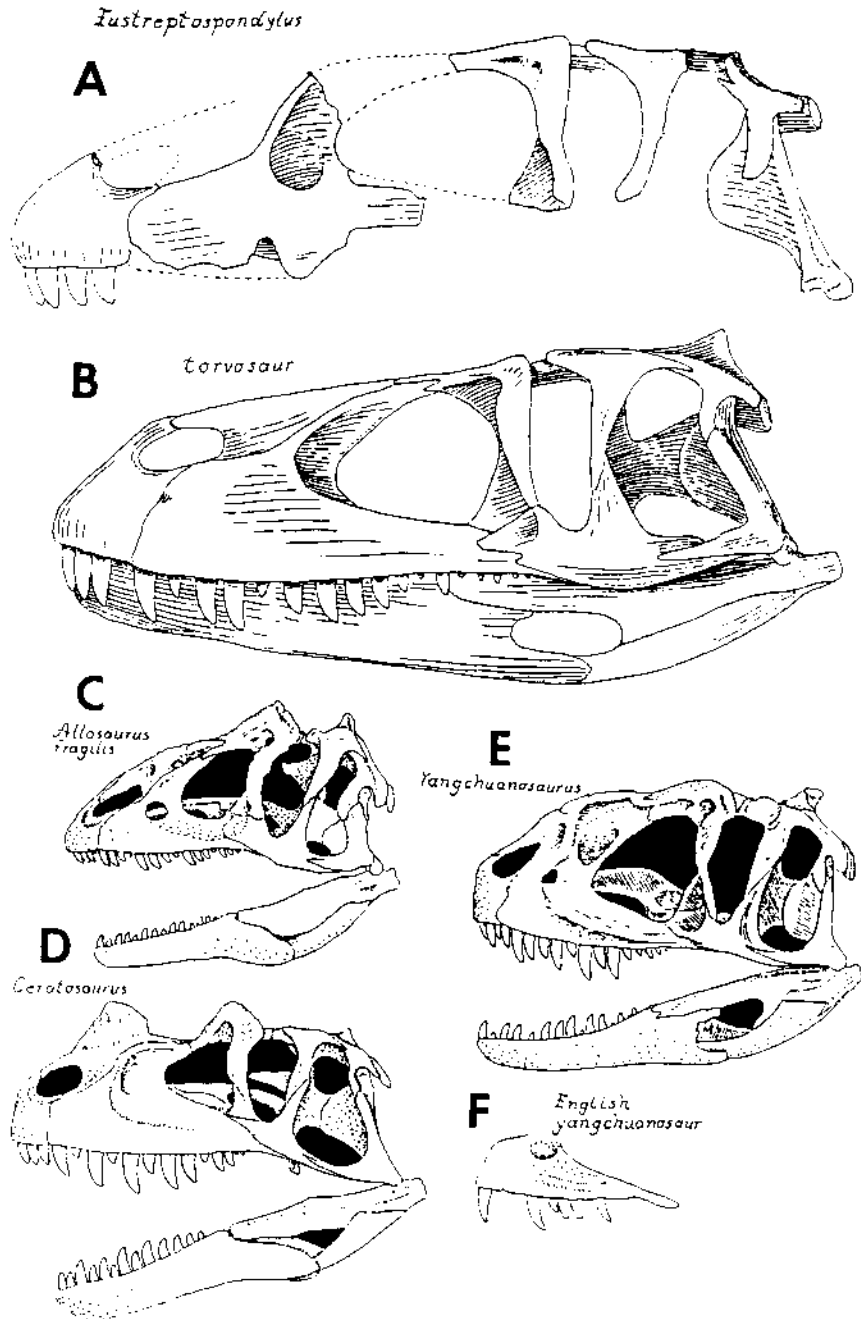 Eustreptospondylus
A
B
torvosaur
C
Allosaurus
fragilis
E
Yangchuanosaurus
D
Ceratosaurus
F
English
yangchuanosaur